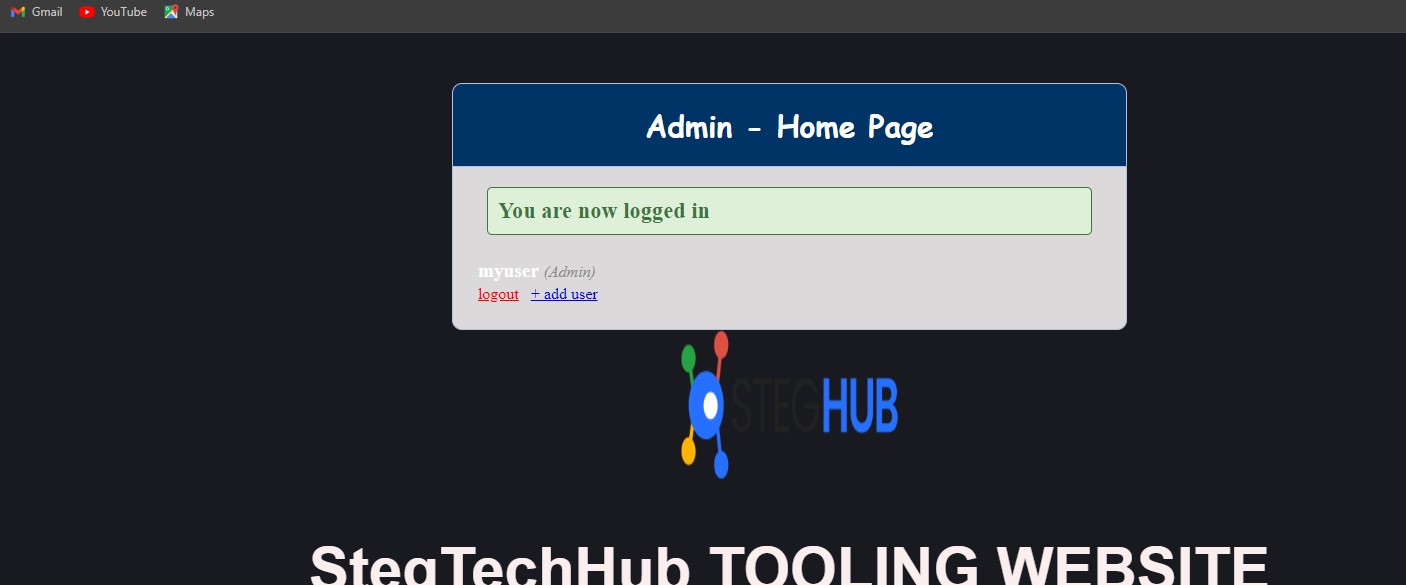 Gmail YouTube Maps
Admin - Home Page
You are now logged in
myuser (Admin)
logout + add user
STEGHUB
StegTechHub TOOLING WEBSITE